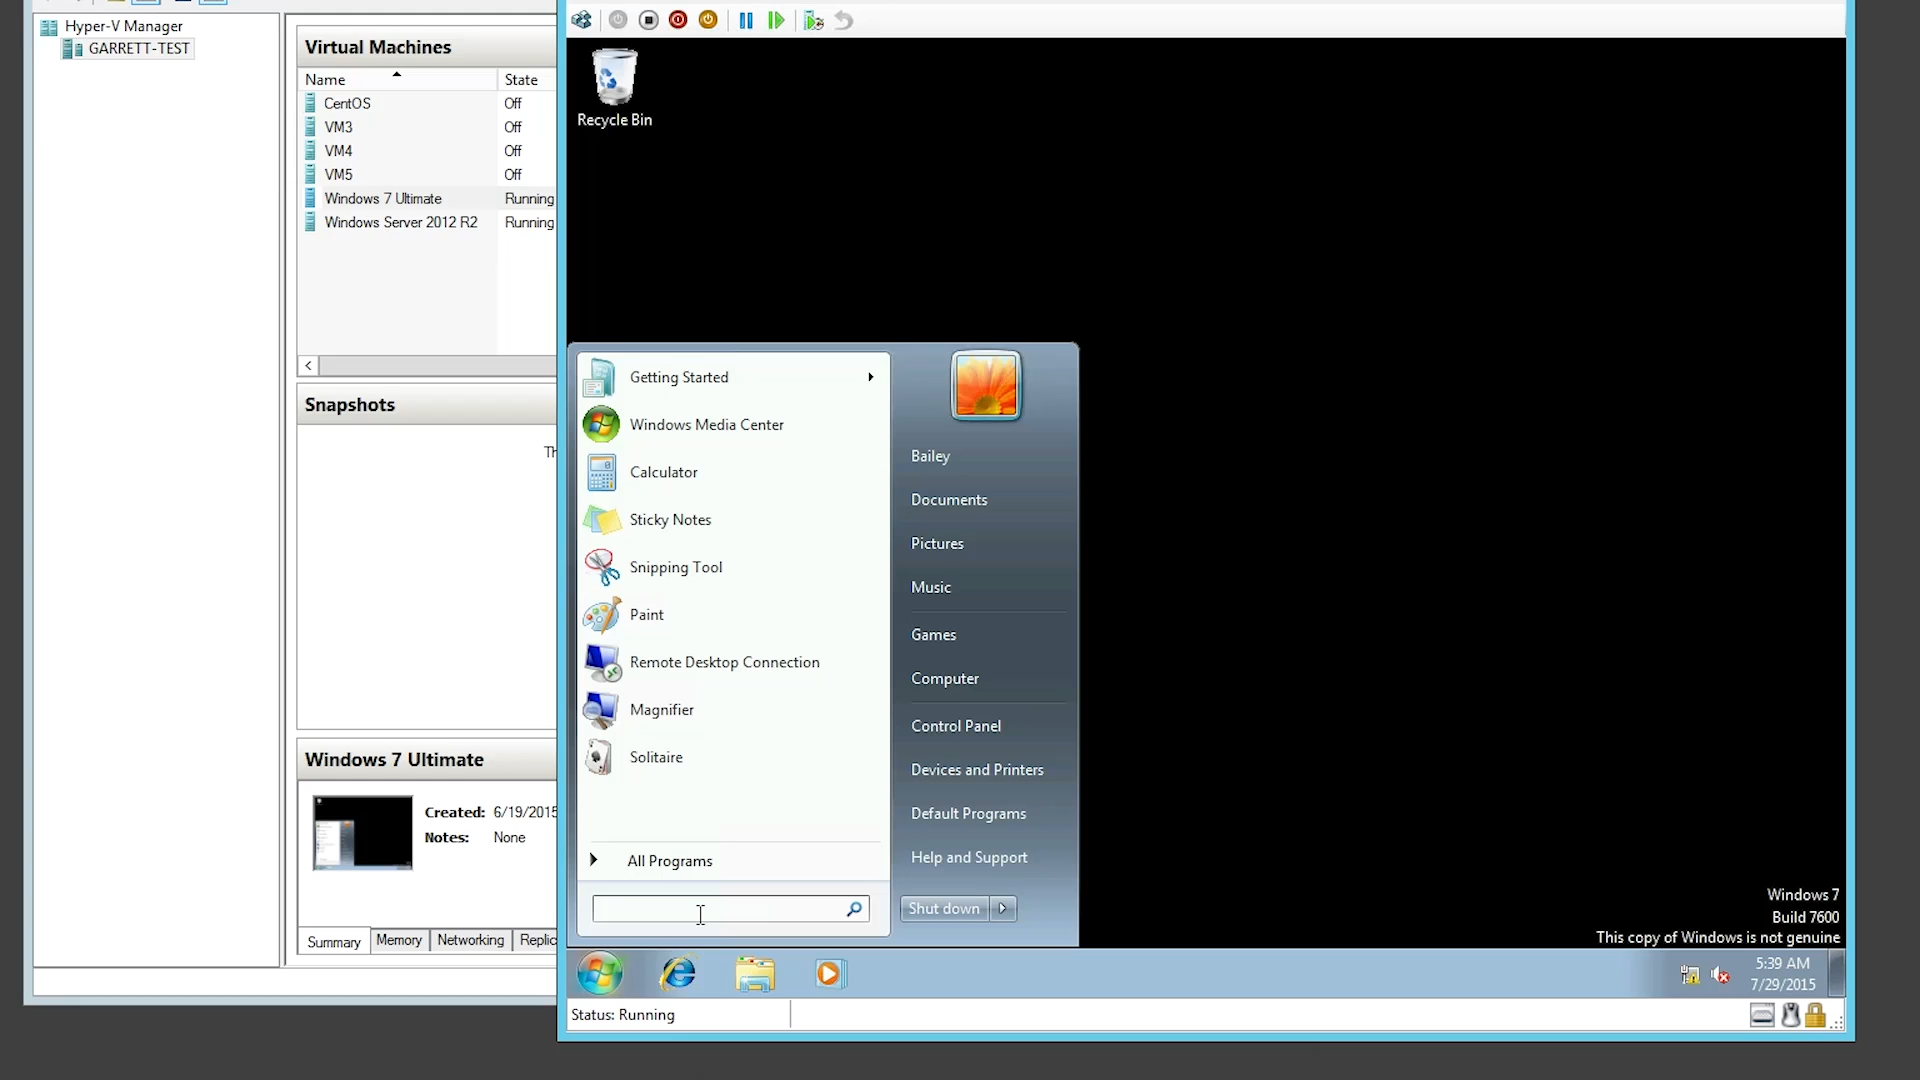 Hyper-V Manager
GARRETT-TEST
Virtual Machines
Name State
CentOS Off
VM3 Off
VM4 Off
VM5 Off
Windows 7 Ultimate Running
Windows Server 2012 R2 Running
Snapshots
Th
Windows 7 Ultimate
Created: 6/19/2015
Notes: None
Summary Memory Networking Replic
Recycle Bin
Getting Started
Windows Media Center
Calculator
Sticky Notes
Snipping Tool
Paint
Remote Desktop Connection
Magnifier
Solitaire
All Programs
Bailey
Documents
Pictures
Music
Games
Computer
Control Panel
Devices and Printers
Default Programs
Help and Support
Shut down
Windows 7
Build 7600
This copy of Windows is not genuine
5:39 AM
7/29/2015
Status: Running